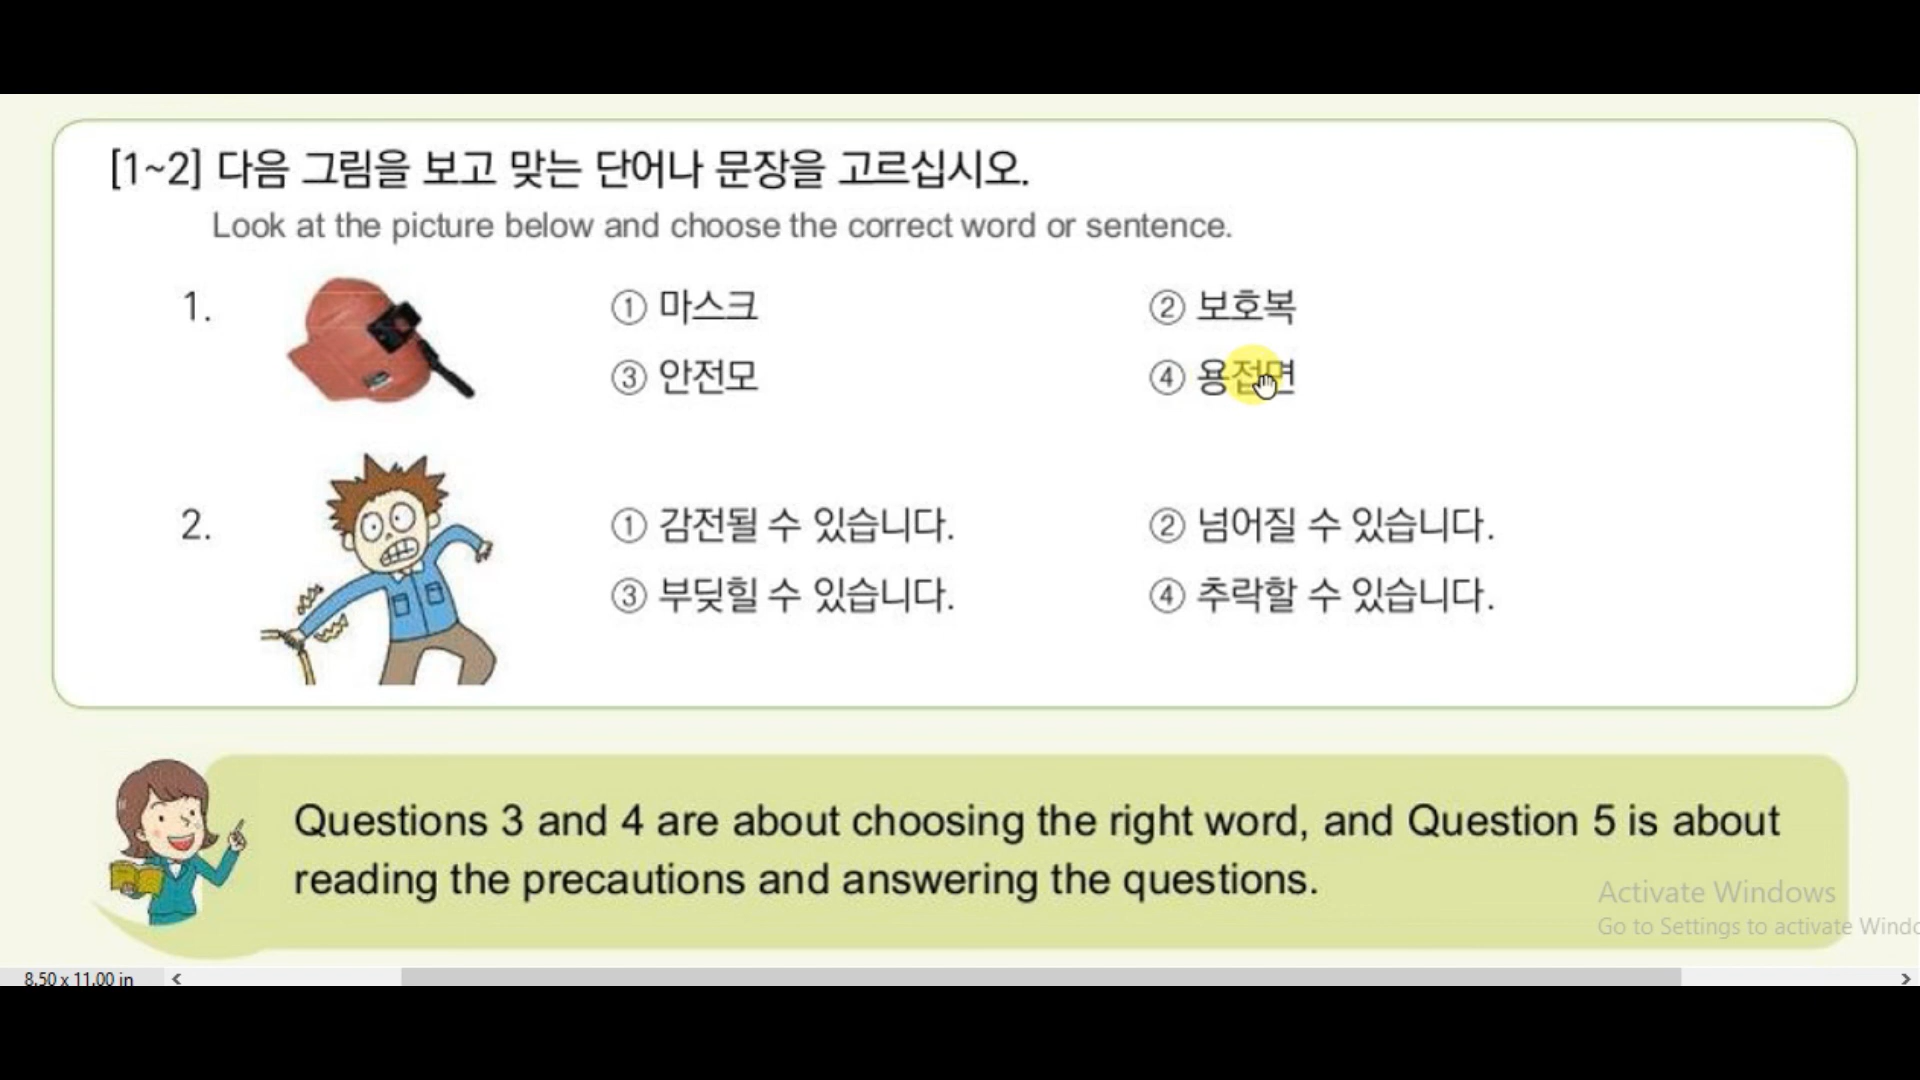 [1~2] 다음 그림을 보고 맞는 단어나 문장을 고르십시오.
Look at the picture below and choose the correct word or sentence.
1.
① 마스크 ② 보호복
③ 안전모 ④ 용접면
2.
① 감전될 수 있습니다. ② 넘어질 수 있습니다.
③ 부딪힐 수 있습니다. ④ 추락할 수 있습니다.
Questions 3 and 4 are about choosing the right word, and Question 5 is about
reading the precautions and answering the questions.
Activate Windows
Go to Settings to activate Windo
8.50 x 11.00 in